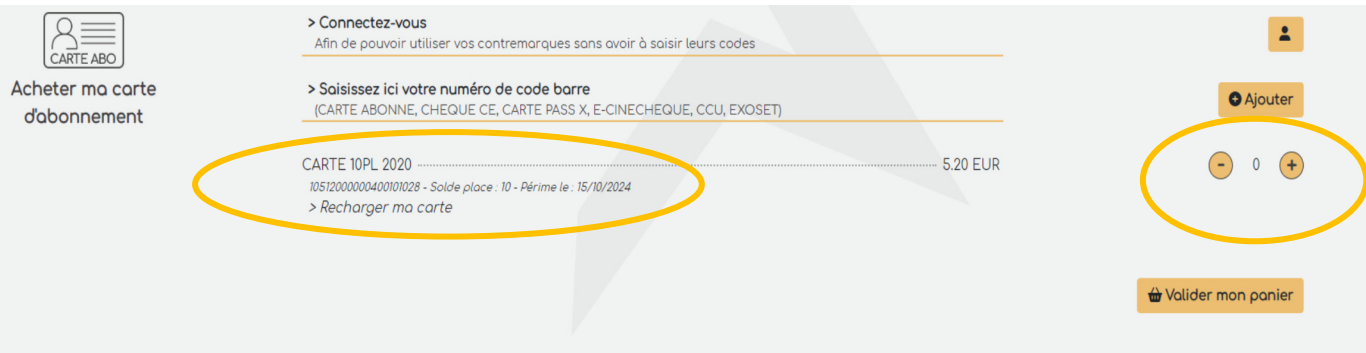 CARTE ABO
Acheter ma carte
d'abonnement
> Connectez-vous
Afin de pouvoir utiliser vos contremarques sans avoir à saisir leurs codes
> Saisissez ici votre numéro de code barre
(CARTE ABONNE, CHEQUE CE, CARTE PASS X, E-CINECHEQUE, CCU, EXOSET)
Ajouter
CARTE 10PL 2020 5.20 EUR
- 0 +
10512000000400101028 - Solde place : 10 - Périme le : 15/10/2024
> Recharger ma carte
Valider mon panier